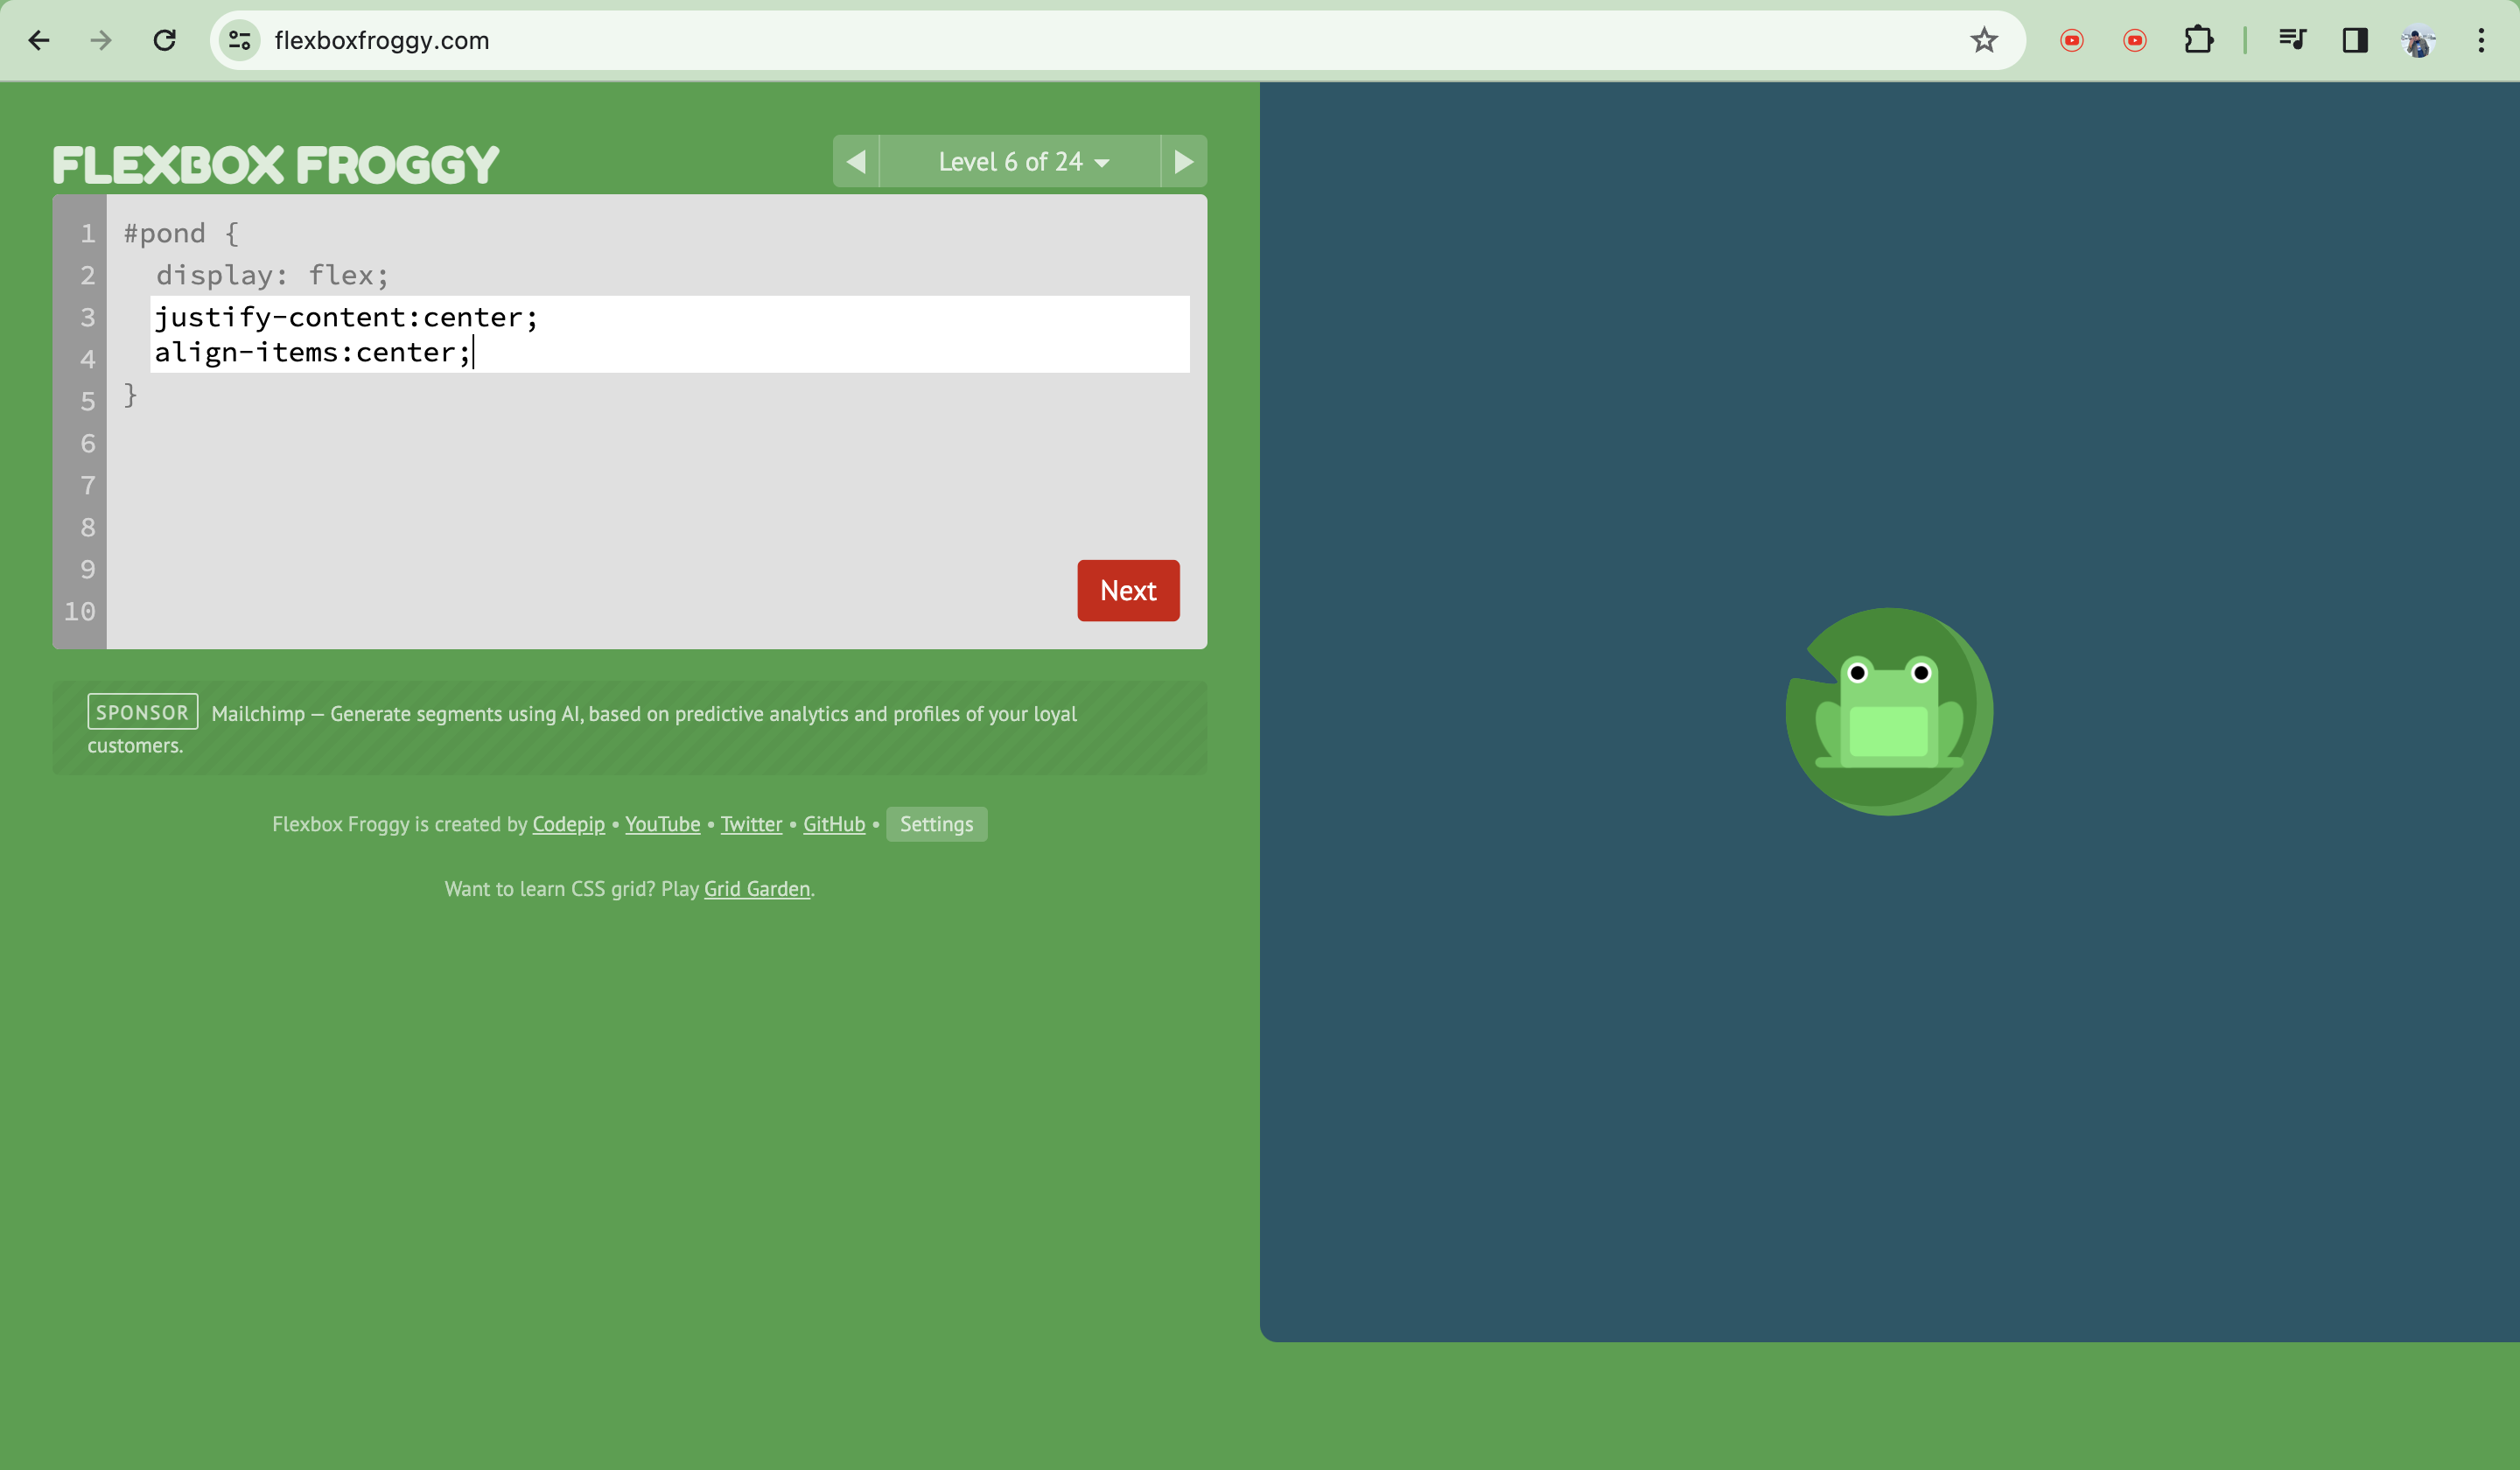 flexboxfroggy.com
FLEXBOX FROGGY
Level 6 of 24
1 #pond {
2 display: flex;
3 justify-content:center;
4 align-items:center;
5 }
6
7
8
9
10
Next
SPONSOR Mailchimp — Generate segments using AI, based on predictive analytics and profiles of your loyal
customers.
Flexbox Froggy is created by Codepip • YouTube • Twitter • GitHub • Settings
Want to learn CSS grid? Play Grid Garden.